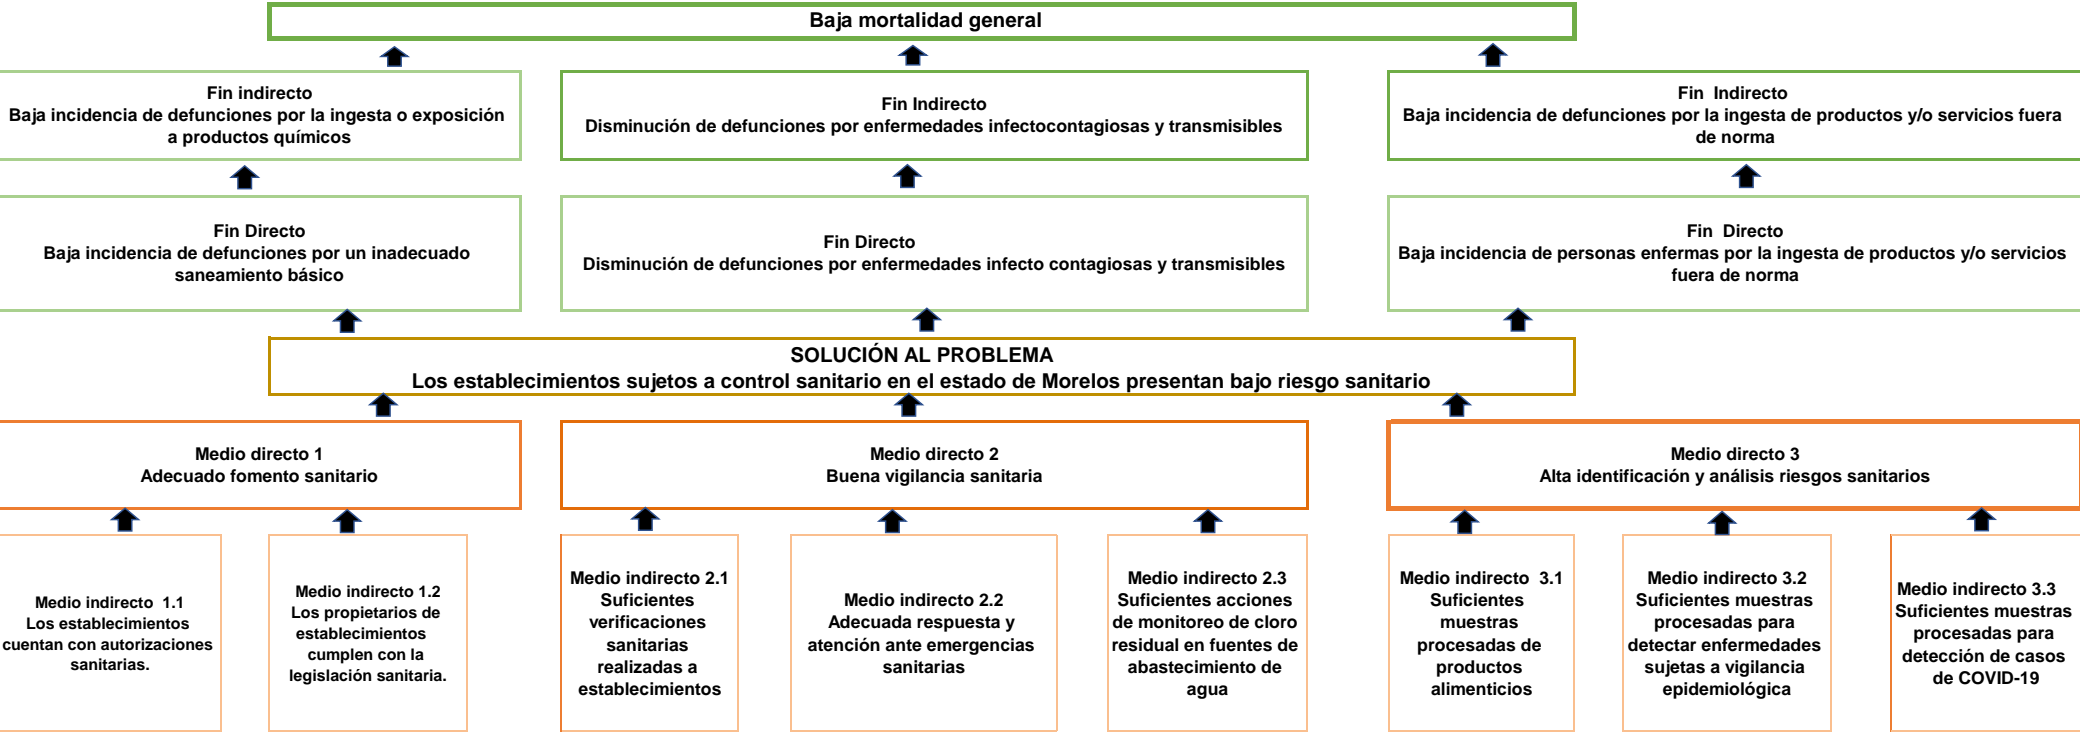 Baja mortalidad general
Fin indirecto
Baja incidencia de defunciones por la ingesta o exposición
a productos químicos
Fin Indirecto
Disminución de defunciones por enfermedades infectocontagiosas y transmisibles
Fin Indirecto
Baja incidencia de defunciones por la ingesta de productos y/o servicios fuera
de norma
Fin Directo
Baja incidencia de defunciones por un inadecuado
saneamiento básico
Fin Directo
Disminución de defunciones por enfermedades infecto contagiosas y transmisibles
Fin Directo
Baja incidencia de personas enfermas por la ingesta de productos y/o servicios
fuera de norma
SOLUCIÓN AL PROBLEMA
Los establecimientos sujetos a control sanitario en el estado de Morelos presentan bajo riesgo sanitario
Medio directo 1
Adecuado fomento sanitario
Medio directo 2
Buena vigilancia sanitaria
Medio directo 3
Alta identificación y análisis riesgos sanitarios
Medio indirecto 1.1
Los establecimientos
cuentan con autorizaciones
sanitarias.
Medio indirecto 1.2
Los propietarios de
establecimientos
cumplen con la
legislación sanitaria.
Medio indirecto 2.1
Suficientes
verificaciones
sanitarias
realizadas a
establecimientos
Medio indirecto 2.2
Adecuada respuesta y
atención ante emergencias
sanitarias
Medio indirecto 2.3
Suficientes acciones
de monitoreo de cloro
residual en fuentes de
abastecimiento de
agua
Medio indirecto 3.1
Suficientes
muestras
procesadas de
productos
alimenticios
Medio indirecto 3.2
Suficientes muestras
procesadas para
detectar enfermedades
sujetas a vigilancia
epidemiológica
Medio indirecto 3.3
Suficientes muestras
procesadas para
detección de casos
de COVID-19